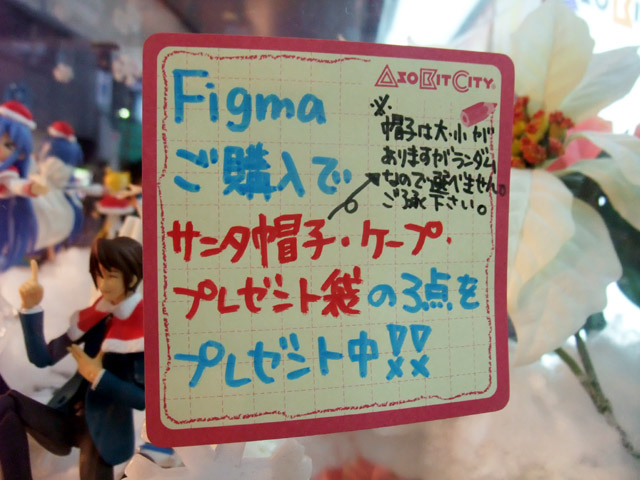 ASOBITCITY
Figma
ご購入で
サンタ帽子・ケープ・
プレゼント袋の3点を
プレゼント中!!
※
帽子は大・小が
ありますがランダム
なので選べません。
ご了承下さい。